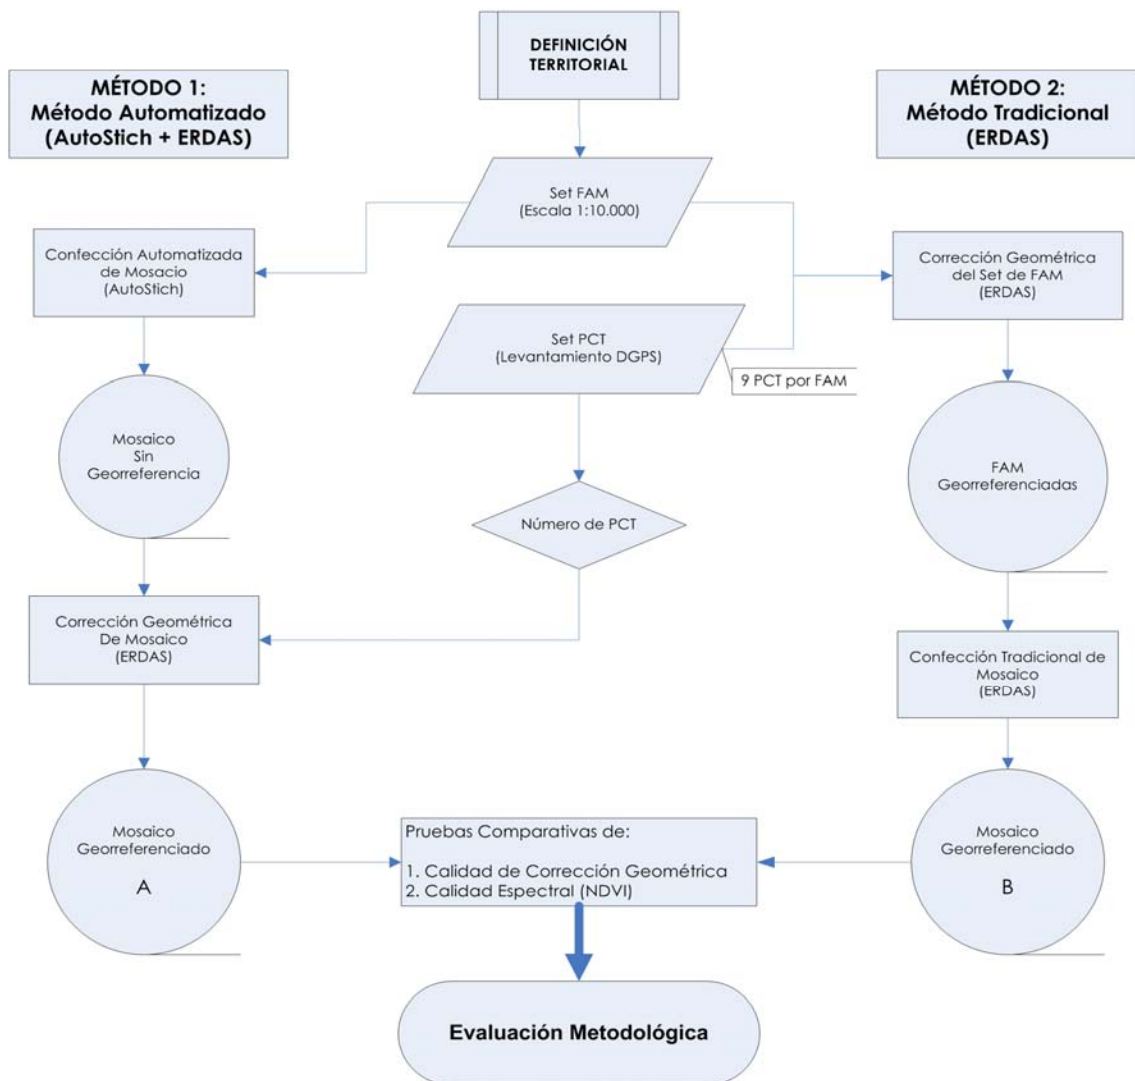 DEFINICIÓN
TERRITORIAL
MÉTODO 1:
Método Automatizado
(AutoStich + ERDAS)
MÉTODO 2:
Método Tradicional
(ERDAS)
Set FAM
(Escala 1:10.000)
Confección Automatizada
de Mosacio
(AutoStich)
Corrección Geométrica
del Set de FAM
(ERDAS)
Set PCT
(Levantamiento DGPS)
9 PCT por FAM
Mosaico
Sin
Georreferencia
FAM
Georreferenciadas
Número de PCT
Corrección Geométrica
De Mosaico
(ERDAS)
Confección Tradicional de
Mosaico
(ERDAS)
Mosaico
Georreferenciado
A
Pruebas Comparativas de:
1. Calidad de Corrección Geométrica
2. Calidad Espectral (NDVI)
Mosaico
Georreferenciado
B
Evaluación Metodológica